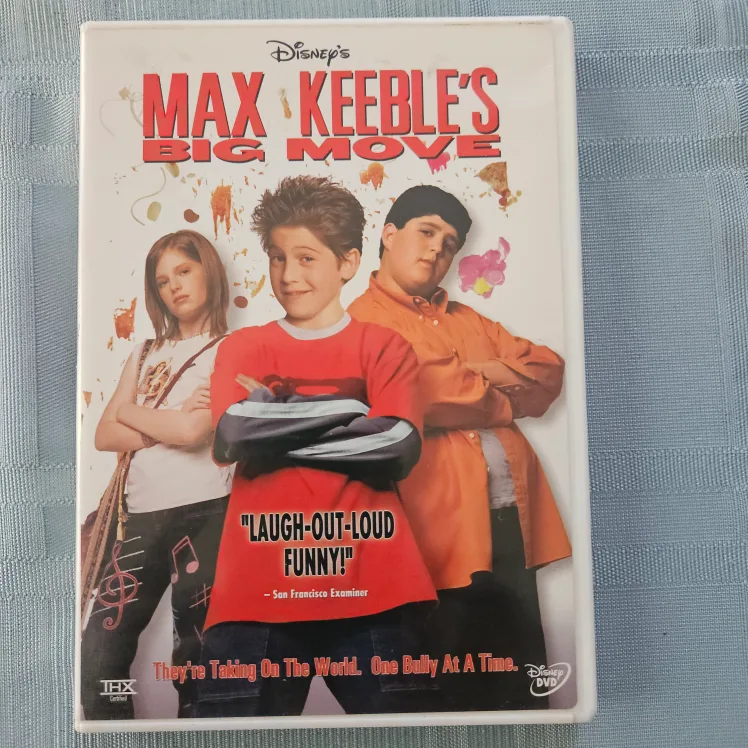 Disney's
MAX KEEBLE'S
BIG MOVE
"LAUGH-OUT-LOUD
FUNNY!"
– San Francisco Examiner
They're Taking On The World. One Bully At A Time.
Disney
DVD
THX
Certified